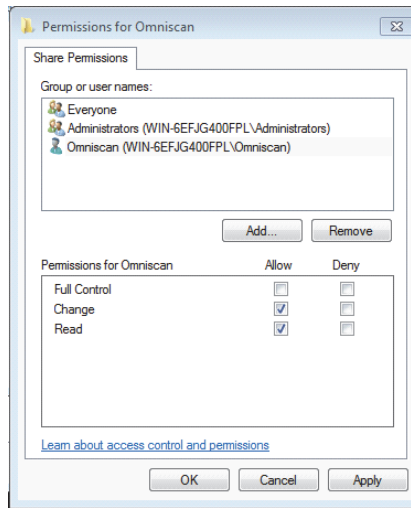 Permissions for Omniscan
Share Permissions
Group or user names:
Everyone
Administrators (WIN-6EFJG400FPL\Administrators)
Omniscan (WIN-6EFJG400FPL\Omniscan)
Add... Remove
Permissions for Omniscan Allow Deny
Full Control
Change
Read
Learn about access control and permissions
OK Cancel Apply